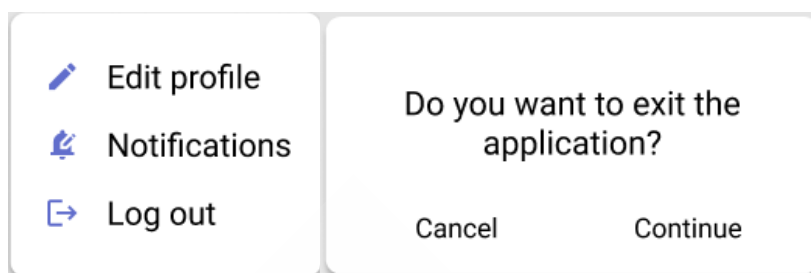 Edit profile
Notifications
Log out
Do you want to exit the
application?
Cancel
Continue